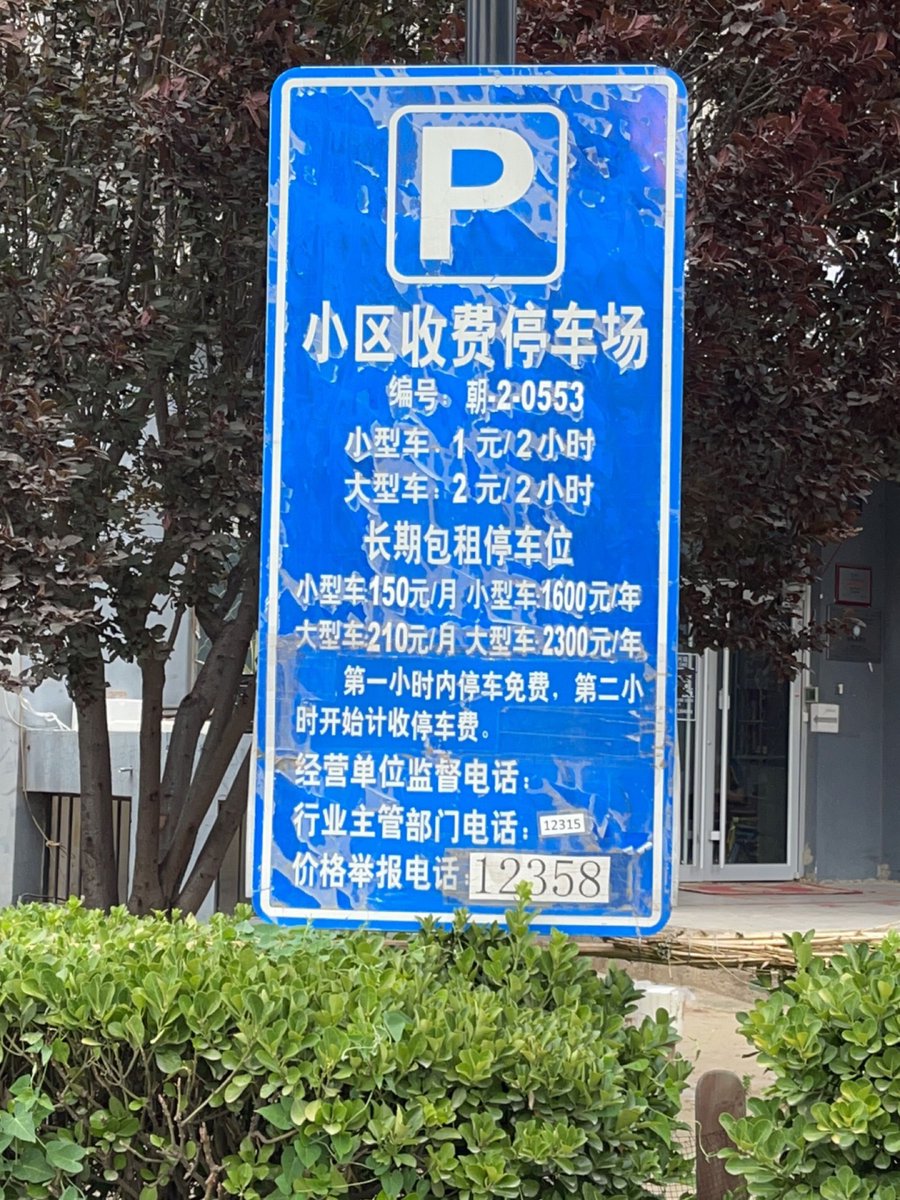 P
小区收费停车场
编号：朝-2-0553
小型车：1元/2小时
大型车：2元/2小时
长期包租停车位
小型车150元/月 小型车:1600元/年
大型车:210元/月 大型车:2300元/年
第一小时内停车免费，第二小
时开始计收停车费。
经营单位监督电话：
行业主管部门电话：12315
价格举报电话：12358